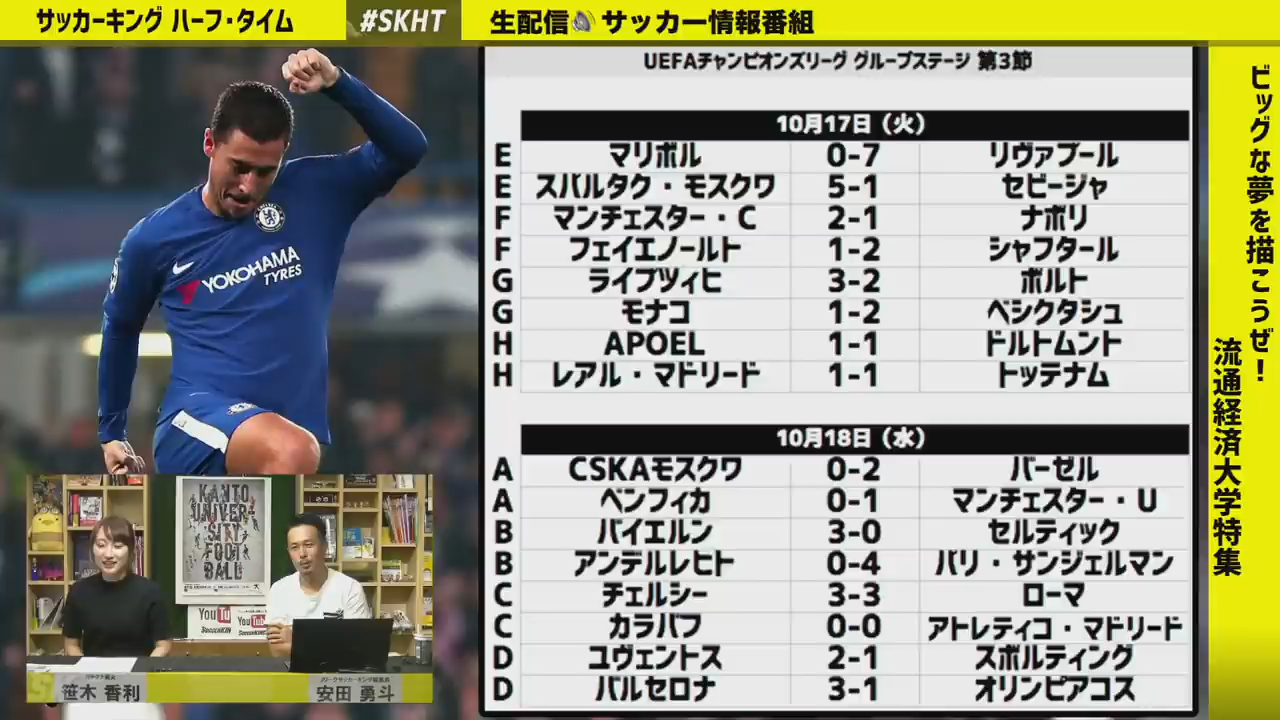 サッカーキング ハーフ・タイム
#SKHT
生配信 サッカー情報番組
UEFAチャンピオンズリーグ グループステージ 第3節
10月17日（火）
E マリボル 0-7 リヴァプール
E スパルタク・モスクワ 5-1 セビージャ
F マンチェスター・C 2-1 ナポリ
F フェイエノールト 1-2 シャフタール
G ライプツィヒ 3-2 ポルト
G モナコ 1-2 ベシクタシュ
H APOEL 1-1 ドルトムント
H レアル・マドリード 1-1 トッテナム
10月18日（水）
A CSKAモスクワ 0-2 バーゼル
A ベンフィカ 0-1 マンチェスター・U
B バイエルン 3-0 セルティック
B アンデルレヒト 0-4 パリ・サンジェルマン
C チェルシー 3-3 ローマ
C カラバフ 0-0 アトレティコ・マドリード
D ユヴェントス 2-1 スポルティング
D バルセロナ 3-1 オリンピアコス
ビッグな夢を描こうぜ！
流通経済大学特集
YOKOHAMA
TYRES
KANTO
UNIVER
SITY
FOOT
BALL
YouTu
YouTube
笹木 香利
安田 勇斗